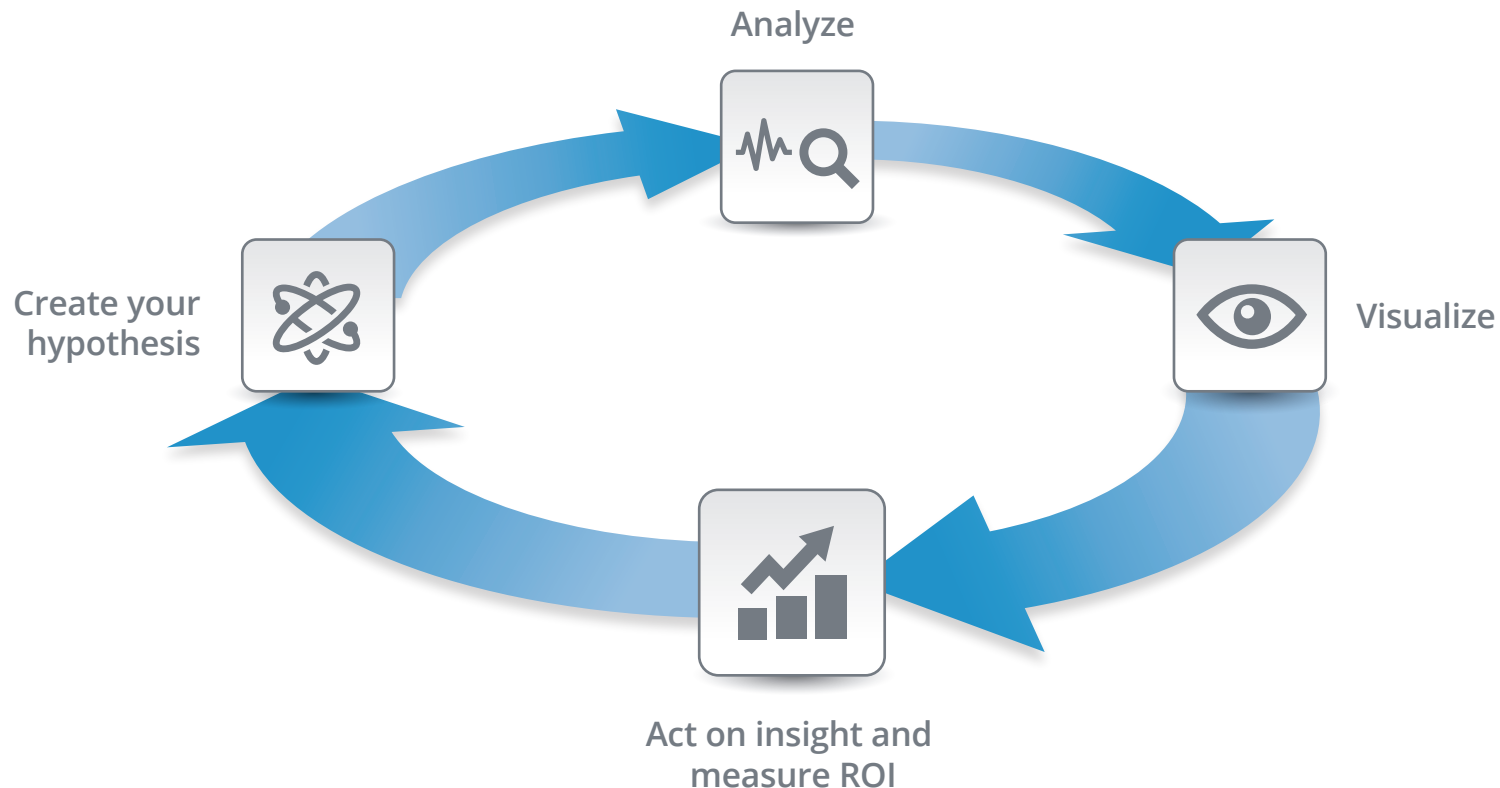 Analyze
Create your
hypothesis
Visualize
Act on insight and
measure ROI